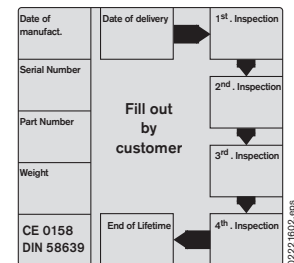 Date of
manufact.
Serial Number
Part Number
Weight
CE 0158
DIN 58639
Date of delivery
Fill out
by
customer
End of Lifetime
1st . Inspection
2nd . Inspection
3rd . Inspection
4th . Inspection
02221602.eps